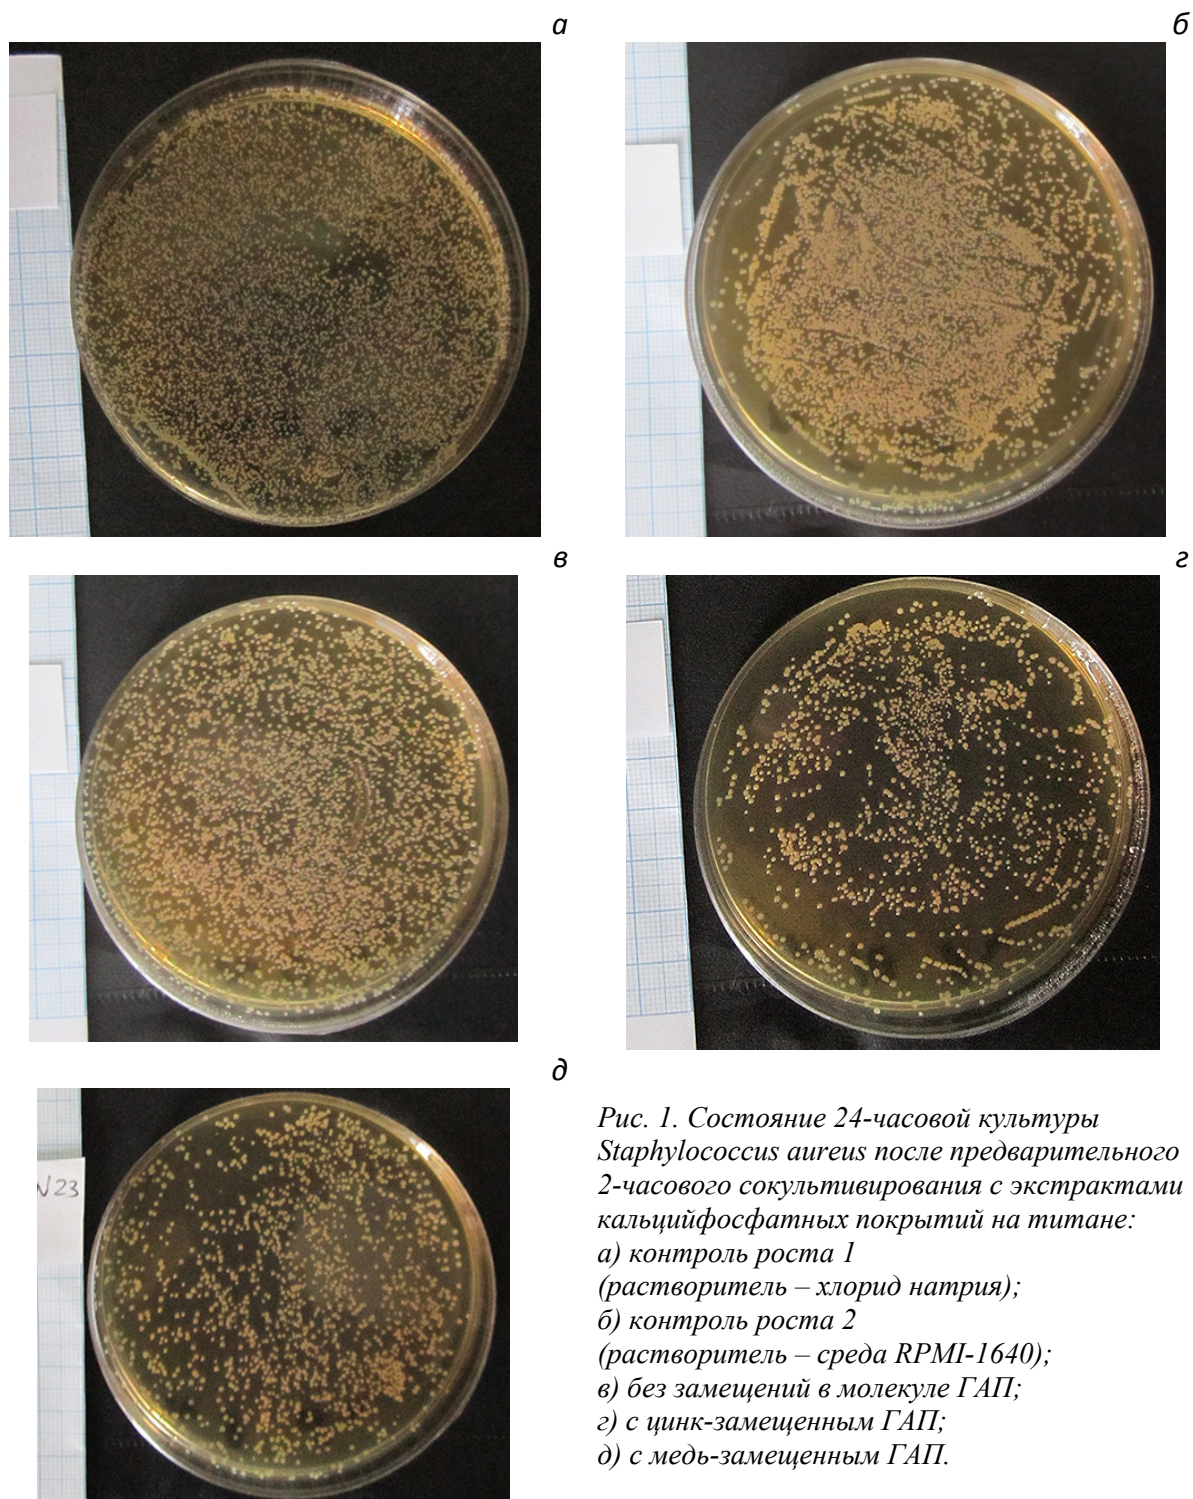 а
б
в
г
д
N23
Рис. 1. Состояние 24-часовой культуры
Staphylococcus aureus после предварительного
2-часового сокультивирования с экстрактами
кальцийфосфатных покрытий на титане:
а) контроль роста 1
(растворитель – хлорид натрия);
б) контроль роста 2
(растворитель – среда RPMI-1640);
в) без замещений в молекуле ГАП;
г) с цинк-замещенным ГАП;
д) с медь-замещенным ГАП.